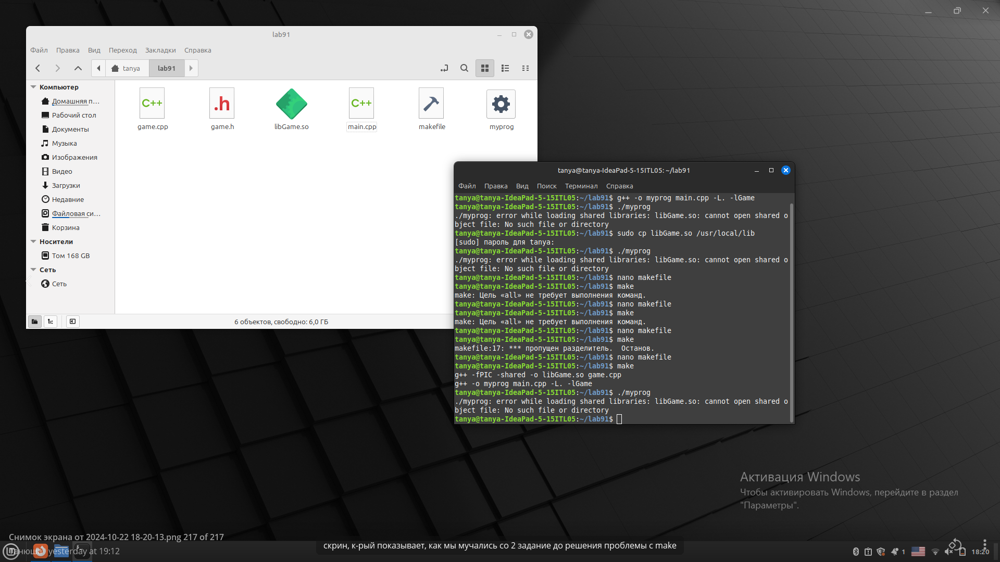 lab91
Файл Правка Вид Переход Закладки Справка
tanya lab91
Компьютер
Домашняя п…
Рабочий стол
Документы
Музыка
Изображения
Видео
Загрузки
Недавние
Файловая си…
Корзина
Носители
Том 168 GB
Сеть
Сеть
C++ .h C++
game.cpp game.h libGame.so main.cpp makefile myprog
6 объектов, свободно: 6,0 ГБ
tanya@tanya-IdeaPad-5-15ITL05: ~/lab91
Файл Правка Вид Поиск Терминал Справка
tanya@tanya-IdeaPad-5-15ITL05:~/lab91$ g++ -o myprog main.cpp -L. -lGame
tanya@tanya-IdeaPad-5-15ITL05:~/lab91$ ./myprog
./myprog: error while loading shared libraries: libGame.so: cannot open shared o
bject file: No such file or directory
tanya@tanya-IdeaPad-5-15ITL05:~/lab91$ sudo cp libGame.so /usr/local/lib
[sudo] пароль для tanya:
tanya@tanya-IdeaPad-5-15ITL05:~/lab91$ ./myprog
./myprog: error while loading shared libraries: libGame.so: cannot open shared o
bject file: No such file or directory
tanya@tanya-IdeaPad-5-15ITL05:~/lab91$ nano makefile
tanya@tanya-IdeaPad-5-15ITL05:~/lab91$ make
make: Цель «all» не требует выполнения команд.
tanya@tanya-IdeaPad-5-15ITL05:~/lab91$ nano makefile
tanya@tanya-IdeaPad-5-15ITL05:~/lab91$ make
make: Цель «all» не требует выполнения команд.
tanya@tanya-IdeaPad-5-15ITL05:~/lab91$ nano makefile
tanya@tanya-IdeaPad-5-15ITL05:~/lab91$ make
makefile:17: *** пропущен разделитель.  Останов.
tanya@tanya-IdeaPad-5-15ITL05:~/lab91$ nano makefile
tanya@tanya-IdeaPad-5-15ITL05:~/lab91$ make
g++ -fPIC -shared -o libGame.so game.cpp
g++ -o myprog main.cpp -L. -lGame
tanya@tanya-IdeaPad-5-15ITL05:~/lab91$ ./myprog
./myprog: error while loading shared libraries: libGame.so: cannot open shared o
bject file: No such file or directory
tanya@tanya-IdeaPad-5-15ITL05:~/lab91$
Активация Windows
Чтобы активировать Windows, перейдите в раздел
"Параметры".
Снимок экрана от 2024-10-22 18-20-13.png 217 of 217
yesterday at 19:12
скрин, к-рый показывает, как мы мучались со 2 задание до решения проблемы с make
1 18:20